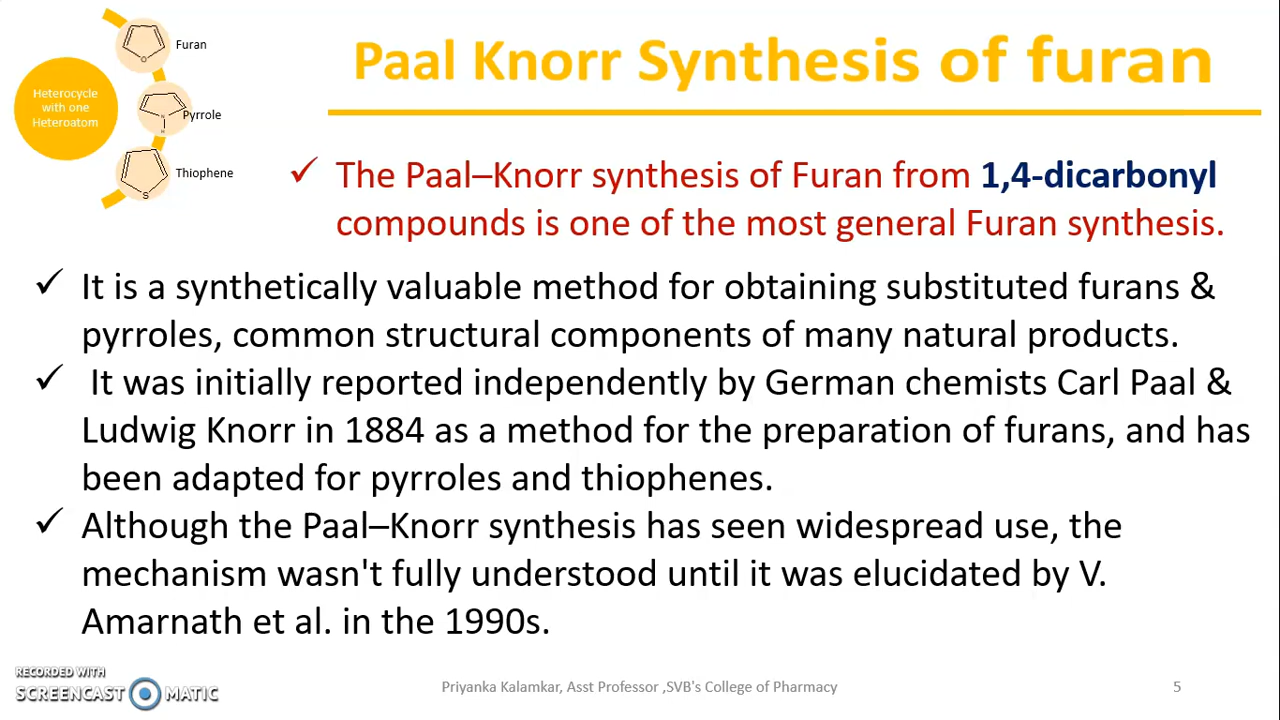 Furan
O
Heterocycle
with one
Heteroatom
N
H
Pyrrole
S
Thiophene
Paal Knorr Synthesis of furan
✓ The Paal–Knorr synthesis of Furan from 1,4-dicarbonyl
compounds is one of the most general Furan synthesis.
✓ It is a synthetically valuable method for obtaining substituted furans &
pyrroles, common structural components of many natural products.
✓ It was initially reported independently by German chemists Carl Paal &
Ludwig Knorr in 1884 as a method for the preparation of furans, and has
been adapted for pyrroles and thiophenes.
✓ Although the Paal–Knorr synthesis has seen widespread use, the
mechanism wasn't fully understood until it was elucidated by V.
Amarnath et al. in the 1990s.
RECORDED WITH
SCREENCAST MATIC
Priyanka Kalamkar, Asst Professor ,SVB's College of Pharmacy
5